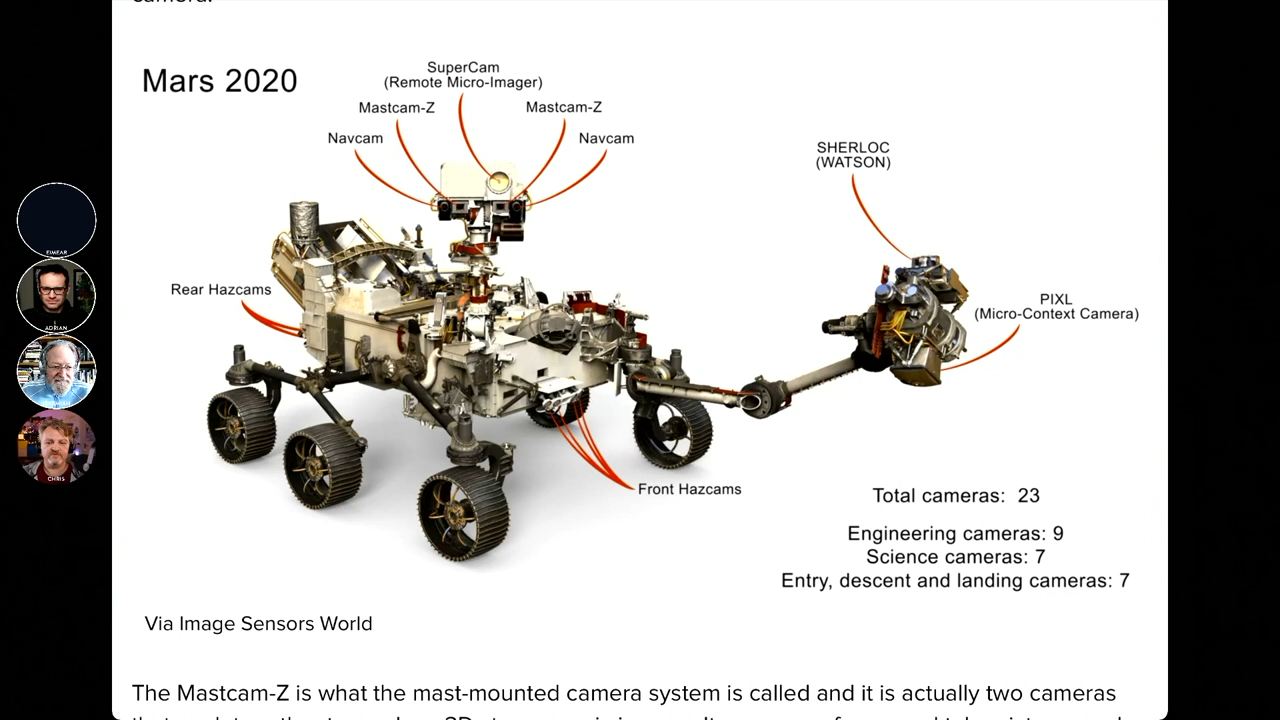 Mars 2020
SuperCam
(Remote Micro-Imager)
Mastcam-Z
Mastcam-Z
Navcam
Navcam
SHERLOC
(WATSON)
Rear Hazcams
PIXL
(Micro-Context Camera)
Front Hazcams
Total cameras: 23
Engineering cameras: 9
Science cameras: 7
Entry, descent and landing cameras: 7
Via Image Sensors World
The Mastcam-Z is what the mast-mounted camera system is called and it is actually two cameras
EIMEAR
ADRIAN
CHRIS